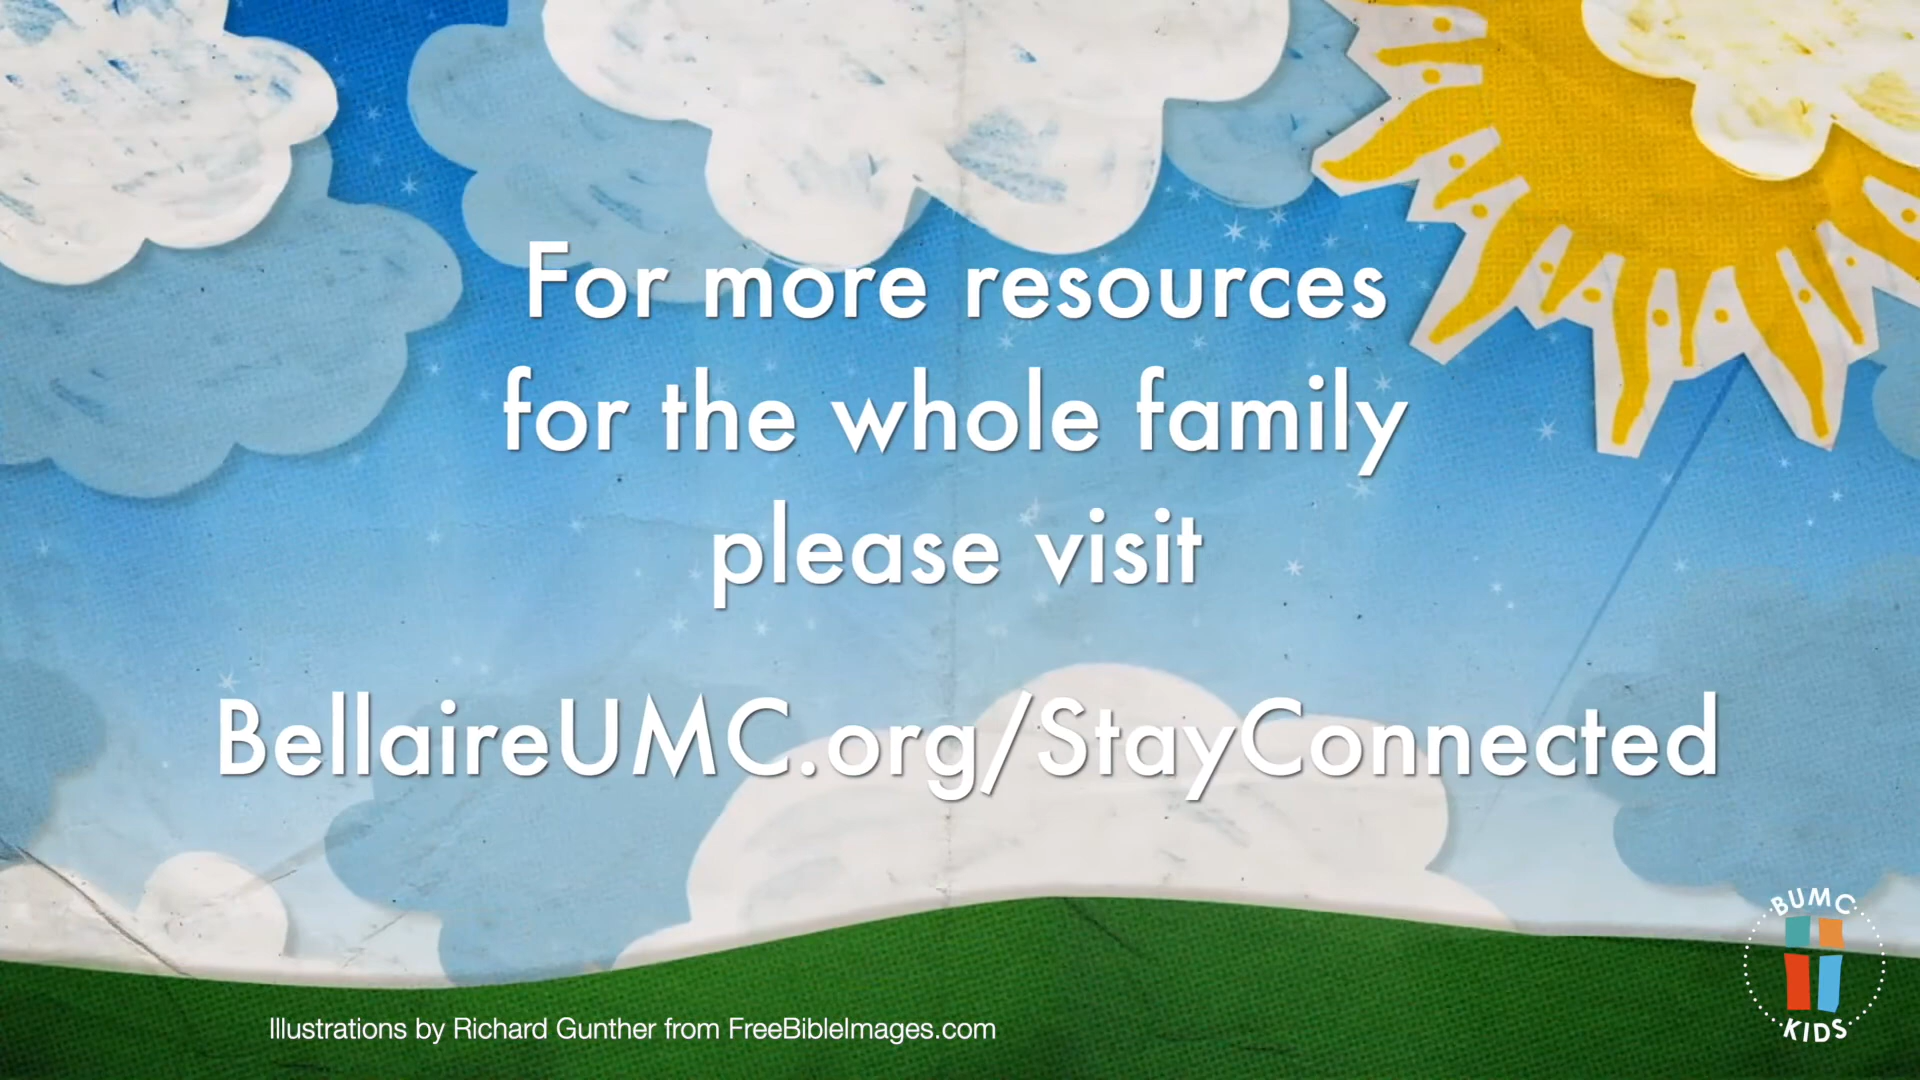 For more resources
for the whole family
please visit
BellaireUMC.org/StayConnected
BUMC
KIDS
Illustrations by Richard Gunther from FreeBibleImages.com